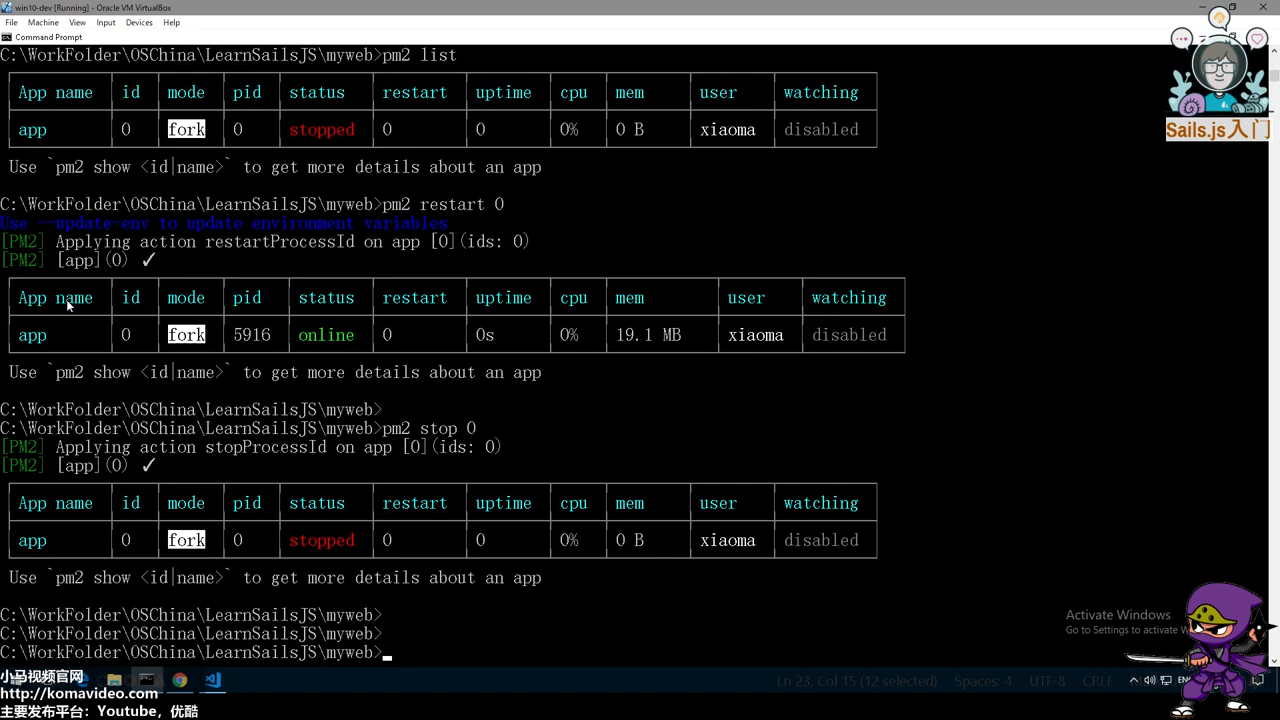 win10-dev [Running] - Oracle VM VirtualBox
File Machine View Input Devices Help
Command Prompt
C:\WorkFolder\OSChina\LearnSailsJS\myweb>pm2 list
App name id mode pid status restart uptime cpu mem user watching
app 0 fork 0 stopped 0 0 0% 0 B xiaoma disabled
Use `pm2 show <id|name>` to get more details about an app
C:\WorkFolder\OSChina\LearnSailsJS\myweb>pm2 restart 0
Use --update-env to update environment variables
[PM2] Applying action restartProcessId on app [0](ids: 0)
[PM2] [app](0) ✓
App name id mode pid status restart uptime cpu mem user watching
app 0 fork 5916 online 0 0s 0% 19.1 MB xiaoma disabled
Use `pm2 show <id|name>` to get more details about an app
C:\WorkFolder\OSChina\LearnSailsJS\myweb>
C:\WorkFolder\OSChina\LearnSailsJS\myweb>pm2 stop 0
[PM2] Applying action stopProcessId on app [0](ids: 0)
[PM2] [app](0) ✓
App name id mode pid status restart uptime cpu mem user watching
app 0 fork 0 stopped 0 0 0% 0 B xiaoma disabled
Use `pm2 show <id|name>` to get more details about an app
C:\WorkFolder\OSChina\LearnSailsJS\myweb>
C:\WorkFolder\OSChina\LearnSailsJS\myweb>
C:\WorkFolder\OSChina\LearnSailsJS\myweb>
Sails.js入门
Activate Windows
Go to Settings to activate W
Ln 23, Col 15 (12 selected) Spaces: 4 UTF-8 CRLF
ENG
小马视频官网
http://komavideo.com
主要发布平台：Youtube，优酷